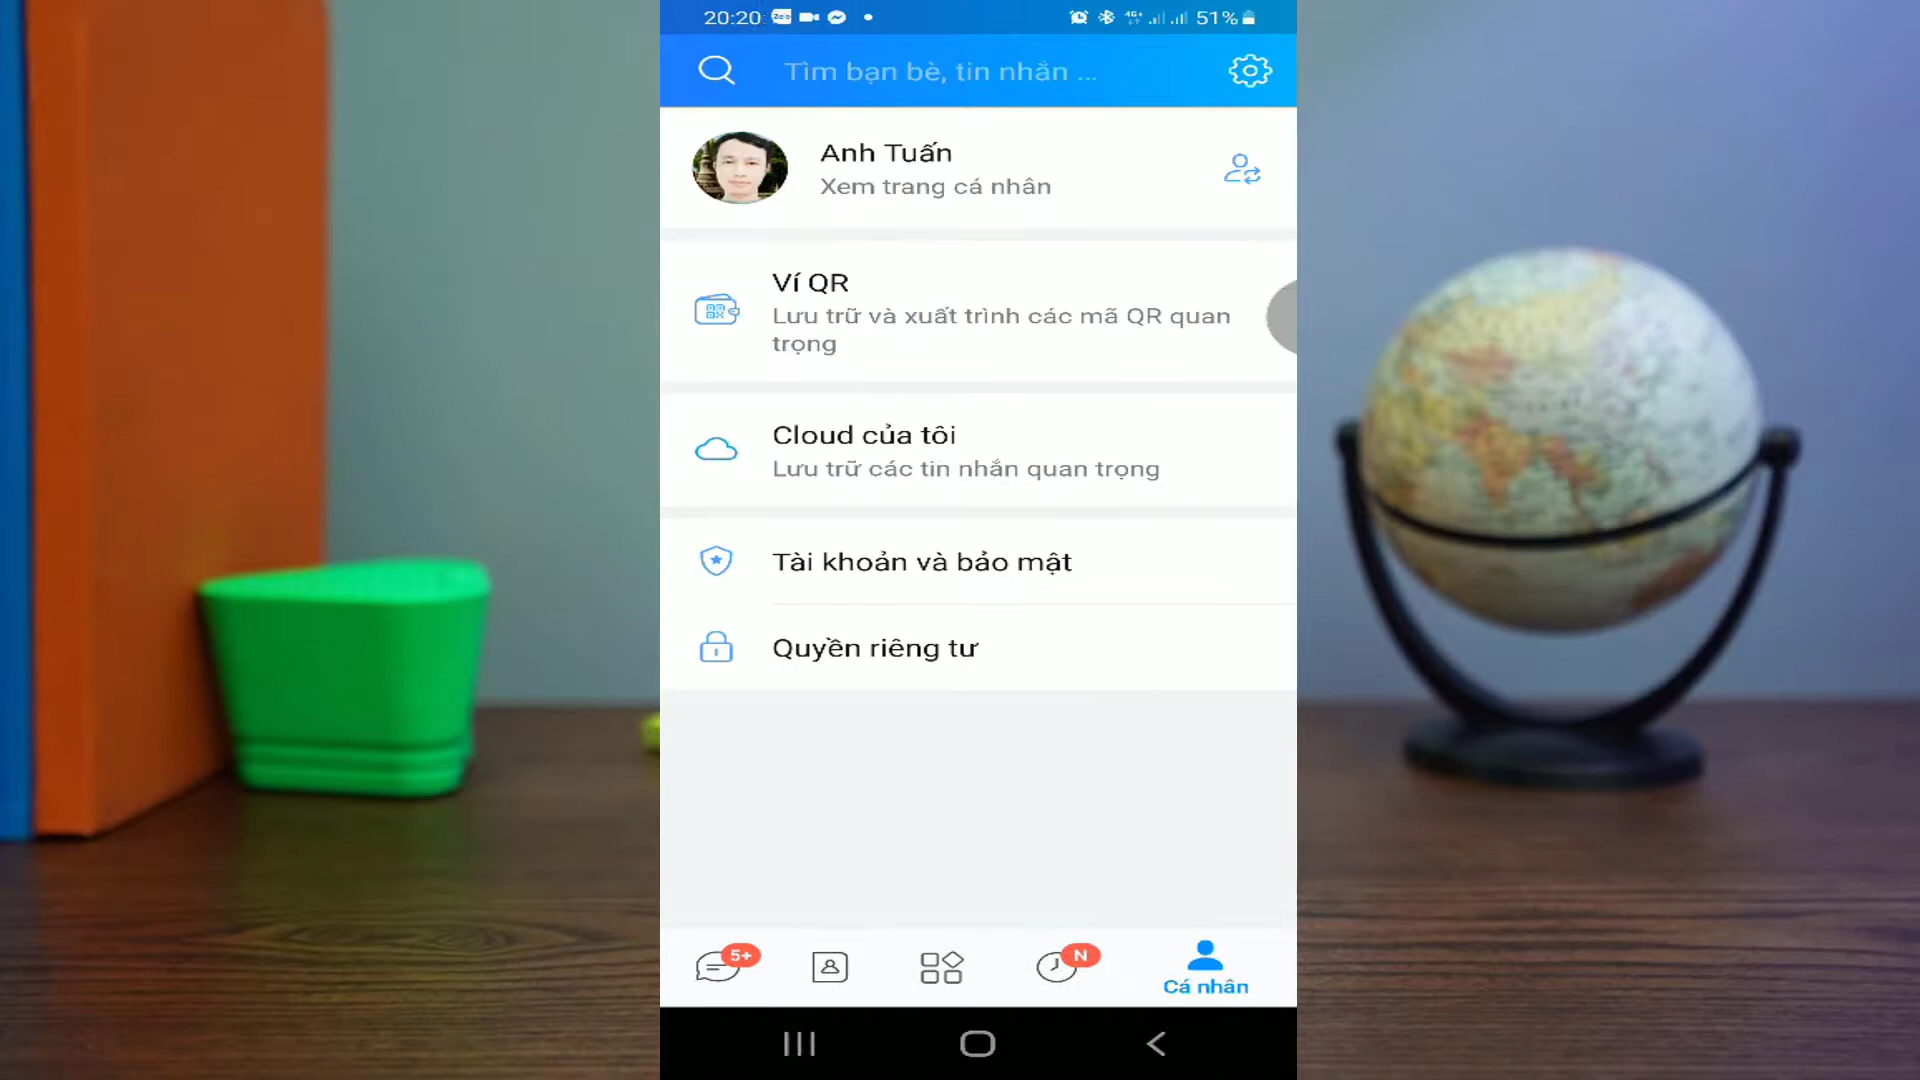 20:20 Zalo 4G+ 51%
Tìm bạn bè, tin nhắn ...
Anh Tuấn
Xem trang cá nhân
Ví QR
Lưu trữ và xuất trình các mã QR quan
trọng
Cloud của tôi
Lưu trữ các tin nhắn quan trọng
Tài khoản và bảo mật
Quyền riêng tư
5+
N
Cá nhân